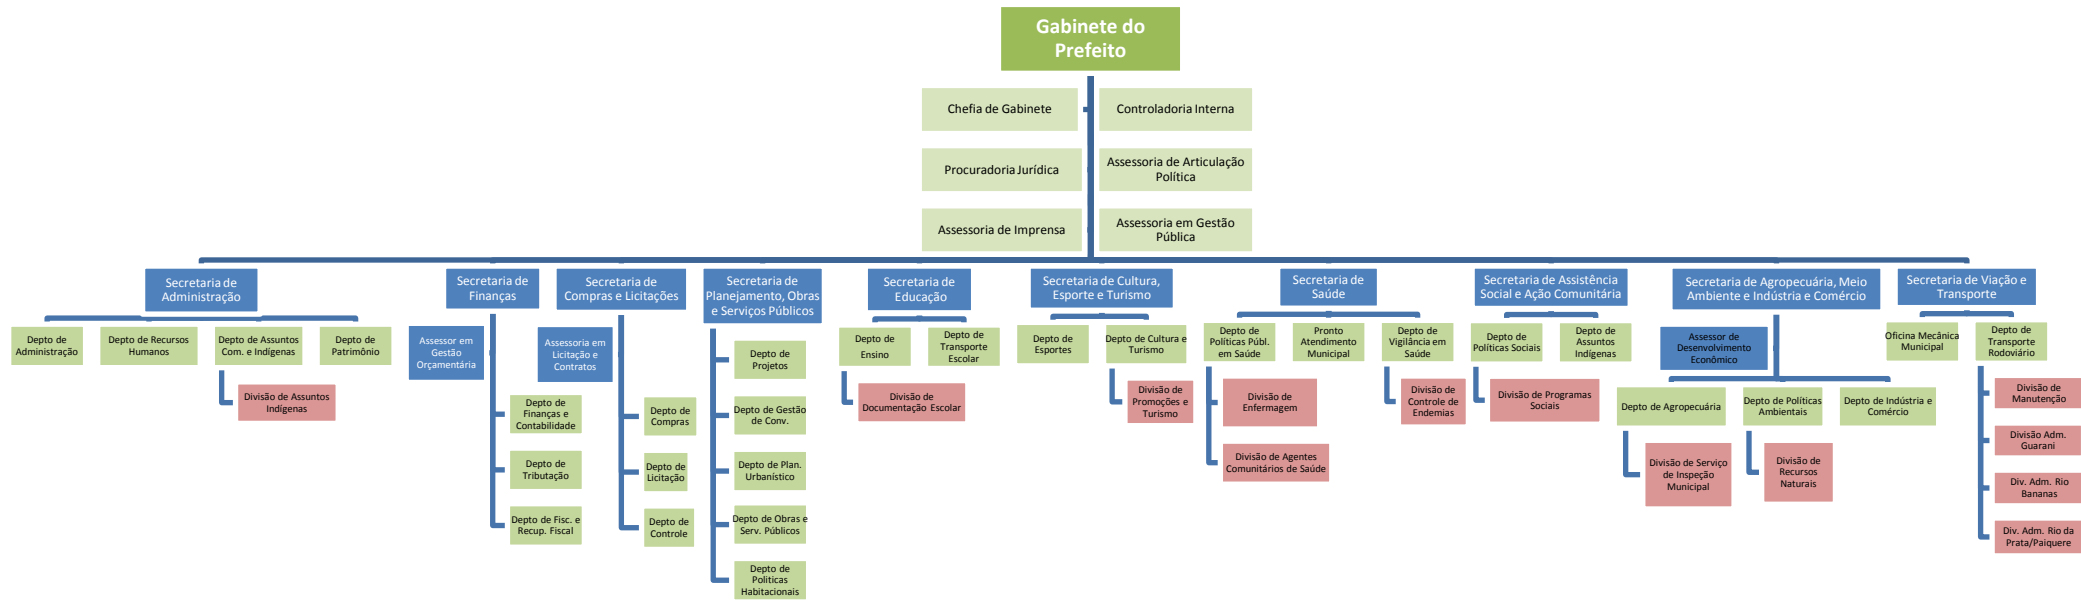 Gabinete do
Prefeito
Chefia de Gabinete
Controladoria Interna
Procuradoria Jurídica
Assessoria de Articulação
Política
Assessoria de Imprensa
Assessoria em Gestão
Pública
Secretaria de
Administração
Secretaria de
Finanças
Secretaria de
Compras e Licitações
Secretaria de
Planejamento, Obras
e Serviços Públicos
Secretaria de
Educação
Secretaria de Cultura,
Esporte e Turismo
Secretaria de
Saúde
Secretaria de Assistência
Social e Ação Comunitária
Secretaria de Agropecuária, Meio
Ambiente e Indústria e Comércio
Secretaria de Viação e
Transporte
Depto de
Administração
Depto de Recursos
Humanos
Depto de Assuntos
Com. e Indígenas
Depto de
Patrimônio
Divisão de Assuntos
Indígenas
Assessor em
Gestão
Orçamentária
Depto de
Finanças e
Contabilidade
Depto de
Tributação
Depto de Fisc. e
Recup. Fiscal
Assessoria em
Licitação e
Contratos
Depto de
Compras
Depto de
Licitação
Depto de
Controle
Depto de
Projetos
Depto de Gestão
de Conv.
Depto de Plan.
Urbanístico
Depto de Obras e
Serv. Públicos
Depto de
Politicas
Habitacionais
Depto de
Ensino
Depto de
Transporte
Escolar
Divisão de
Documentação Escolar
Depto de
Esportes
Depto de Cultura e
Turismo
Divisão de
Promoções e
Turismo
Depto de
Políticas Públ.
em Saúde
Pronto
Atendimento
Municipal
Depto de
Vigilância em
Saúde
Divisão de
Enfermagem
Divisão de Agentes
Comunitários de Saúde
Divisão de
Controle de
Endemias
Depto de
Políticas Sociais
Depto de
Assuntos
Indígenas
Divisão de Programas
Sociais
Assessor de
Desenvolvimento
Econômico
Depto de Agropecuária
Depto de Políticas
Ambientais
Depto de Indústria e
Comércio
Divisão de Serviço
de Inspeção
Municipal
Divisão de
Recursos
Naturais
Oficina Mecânica
Municipal
Depto de
Transporte
Rodoviário
Divisão de
Manutenção
Divisão Adm.
Guarani
Div. Adm. Rio
Bananas
Div. Adm. Rio da
Prata/Paiquere